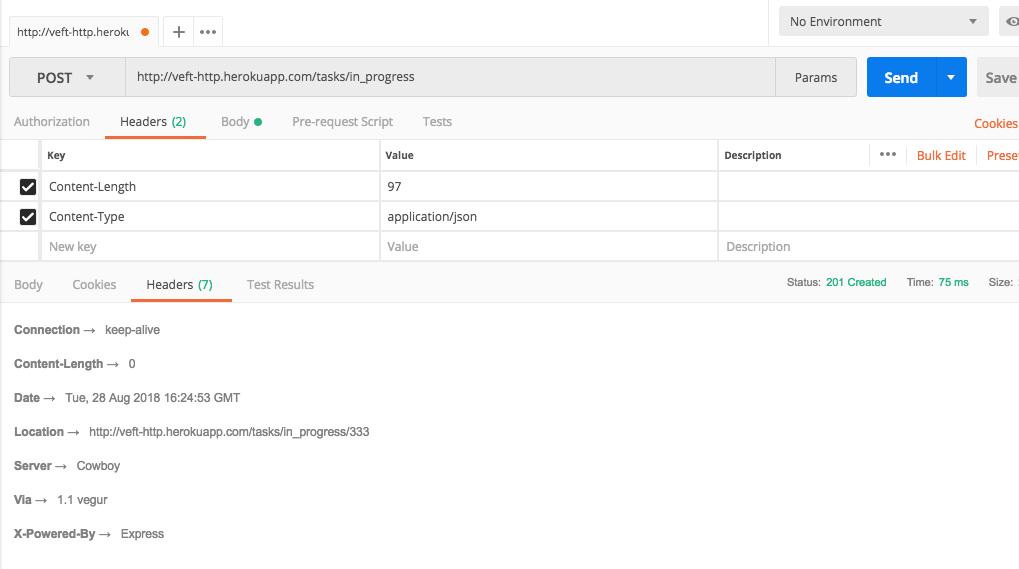 http://veft-http.heroku
No Environment
POST http://veft-http.herokuapp.com/tasks/in_progress Params Send Save
Authorization Headers (2) Body Pre-request Script Tests Cookies
Key Value Description ••• Bulk Edit Preset
Content-Length 97
Content-Type application/json
New key Value Description
Body Cookies Headers (7) Test Results Status: 201 Created Time: 75 ms Size:
Connection → keep-alive
Content-Length → 0
Date → Tue, 28 Aug 2018 16:24:53 GMT
Location → http://veft-http.herokuapp.com/tasks/in_progress/333
Server → Cowboy
Via → 1.1 vegur
X-Powered-By → Express